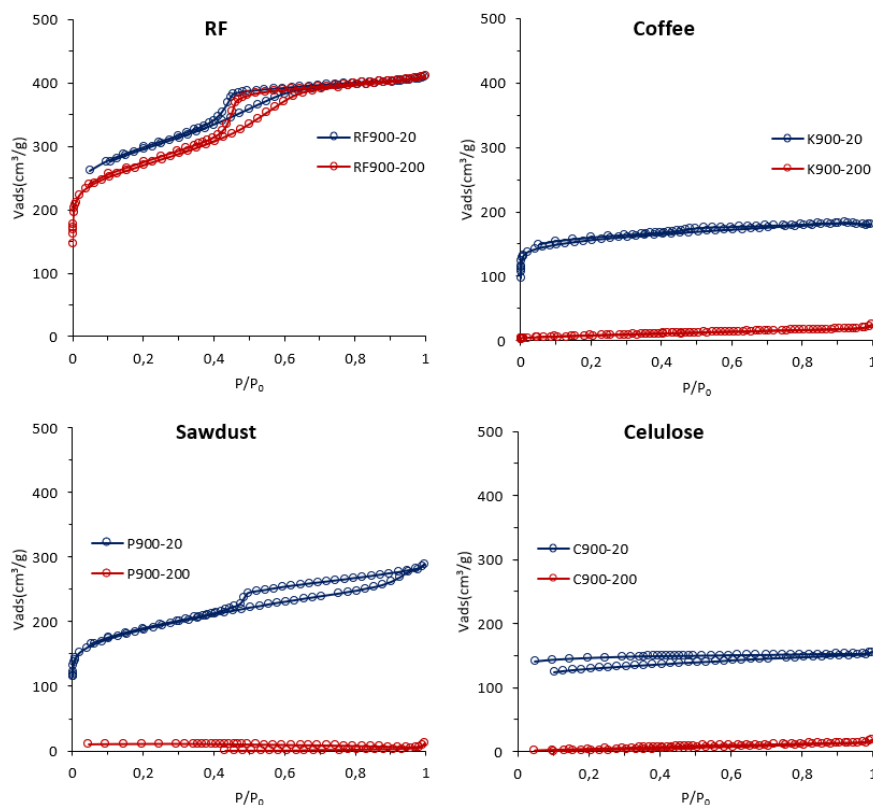 RF
500
400
300
200
100
0
Vads(cm³/g)
RF900-20
RF900-200
0 0,2 0,4 0,6 0,8 1
P/P₀
Coffee
500
400
300
200
100
0
Vads(cm³/g)
K900-20
K900-200
0 0,2 0,4 0,6 0,8 1
P/P₀
Sawdust
500
400
300
200
100
0
Vads(cm³/g)
P900-20
P900-200
0 0,2 0,4 0,6 0,8 1
P/P₀
Celulose
500
400
300
200
100
0
Vads(cm³/g)
C900-20
C900-200
0 0,2 0,4 0,6 0,8 1
P/P₀